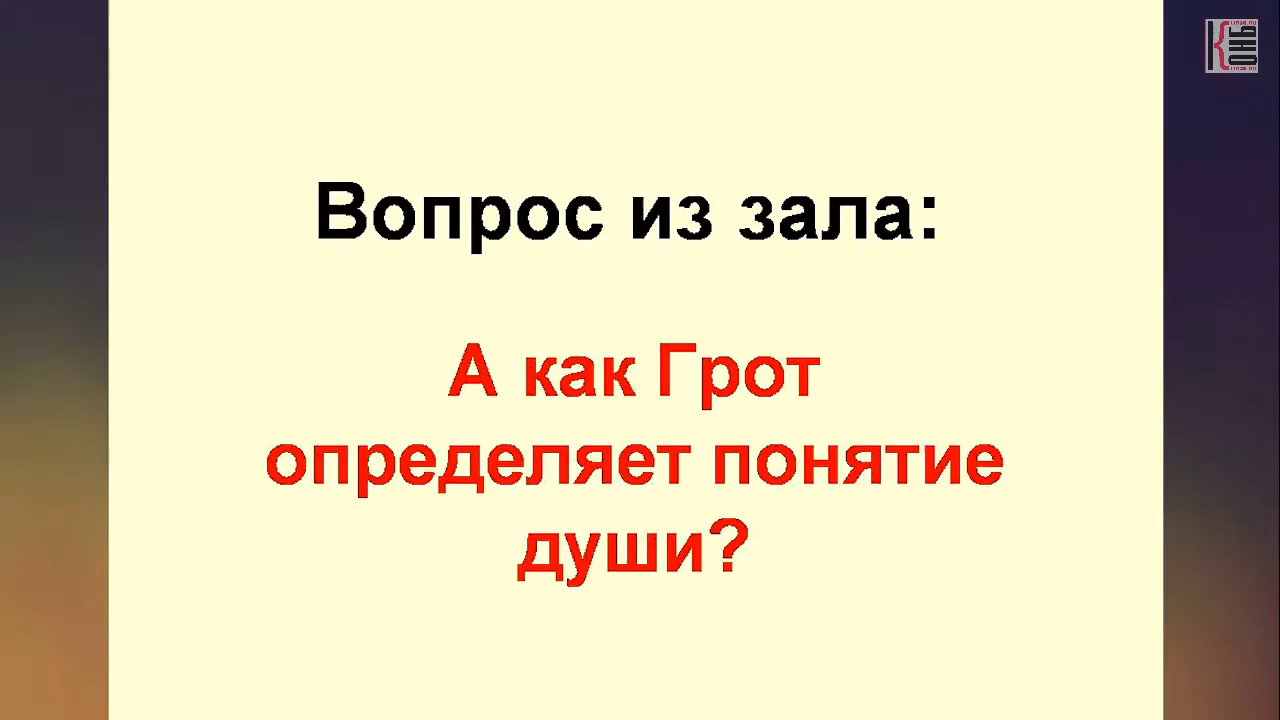 Вопрос из зала:
А как Грот
определяет понятие
души?